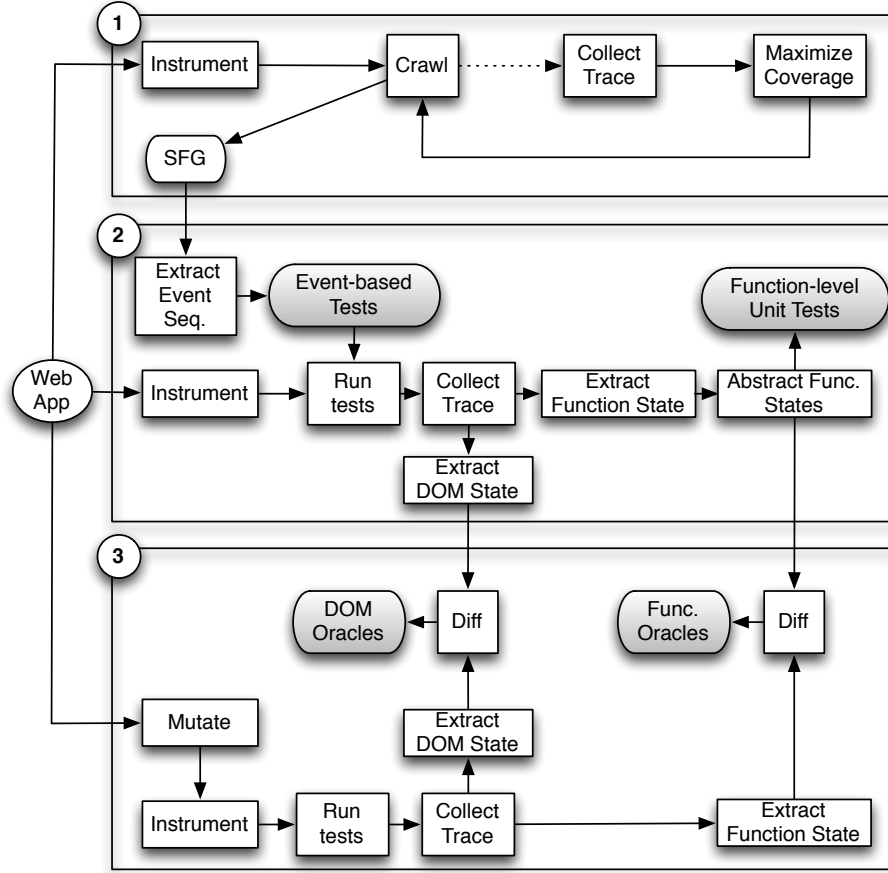 1
Instrument
Crawl
Collect
Trace
Maximize
Coverage
SFG
2
Extract
Event
Seq.
Event-based
Tests
Function-level
Unit Tests
Web
App
Instrument
Run
tests
Collect
Trace
Extract
Function State
Abstract Func.
States
Extract
DOM State
3
DOM
Oracles
Diff
Func.
Oracles
Diff
Mutate
Extract
DOM State
Instrument
Run
tests
Collect
Trace
Extract
Function State